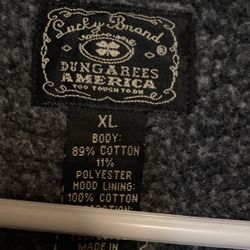 Lucky Brand
®
DUNGAREES
AMERICA
TOO TOUGH TO DIE
XL
BODY:
89% COTTON
11%
POLYESTER
HOOD LINING:
100% COTTON
MADE IN